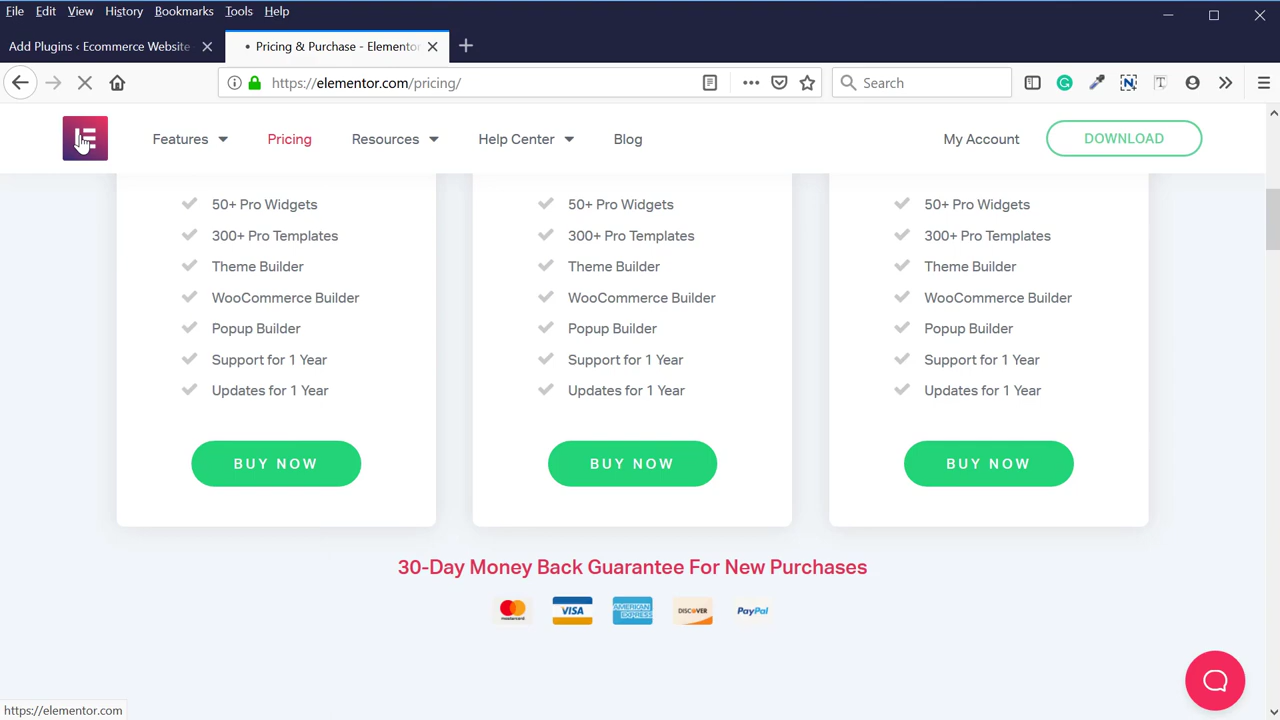 File Edit View History Bookmarks Tools Help
Add Plugins ‹ Ecommerce Website
Pricing & Purchase - Elemento
https://elementor.com/pricing/
Search
Features
Pricing
Resources
Help Center
Blog
My Account
DOWNLOAD
50+ Pro Widgets
300+ Pro Templates
Theme Builder
WooCommerce Builder
Popup Builder
Support for 1 Year
Updates for 1 Year
BUY NOW
50+ Pro Widgets
300+ Pro Templates
Theme Builder
WooCommerce Builder
Popup Builder
Support for 1 Year
Updates for 1 Year
BUY NOW
50+ Pro Widgets
300+ Pro Templates
Theme Builder
WooCommerce Builder
Popup Builder
Support for 1 Year
Updates for 1 Year
BUY NOW
30-Day Money Back Guarantee For New Purchases
mastercard
VISA
AMERICAN EXPRESS
DISCOVER
PayPal
https://elementor.com